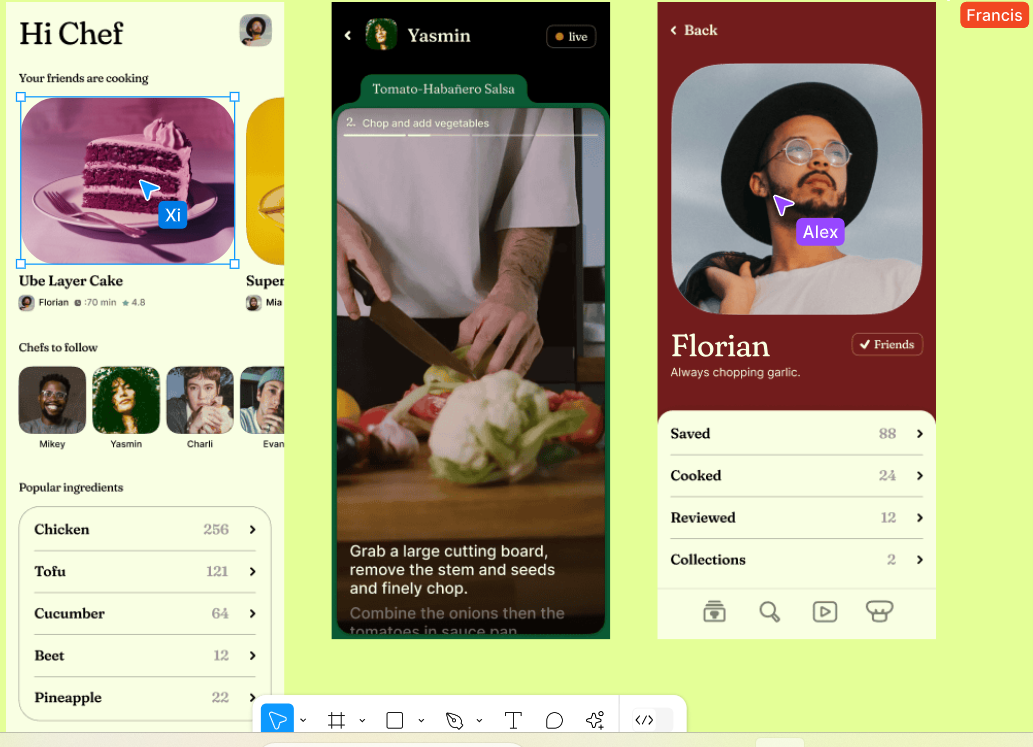 Hi Chef
Your friends are cooking
Xi
Ube Layer Cake
Florian :70 min ★ 4.8
Super
Mia
Chefs to follow
Mikey
Yasmin
Charli
Evan
Popular ingredients
Chicken 256
Tofu 121
Cucumber 64
Beet 12
Pineapple 22
Yasmin
live
Tomato-Habañero Salsa
2. Chop and add vegetables
Grab a large cutting board,
remove the stem and seeds
and finely chop.
Combine the onions then the
tomatoes in sauce pan
Francis
Back
Alex
Florian
Friends
Always chopping garlic.
Saved 88
Cooked 24
Reviewed 12
Collections 2